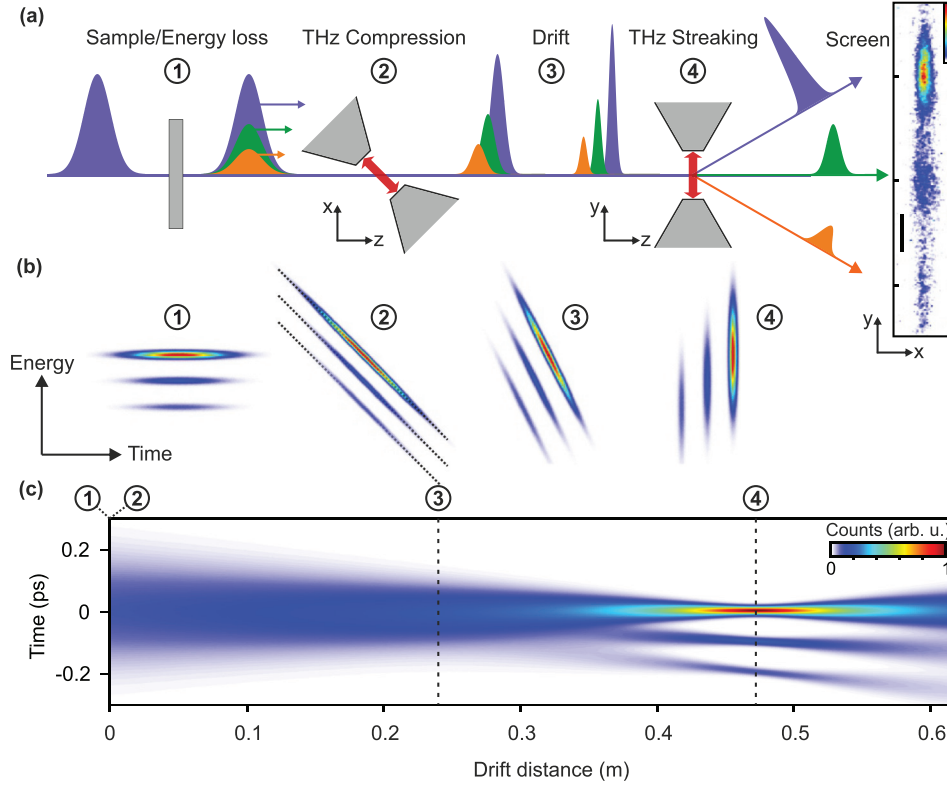 (a)
Sample/Energy loss THz Compression Drift THz Streaking Screen
① ② ③ ④
x
z
y
z
y
x
(b)
① ② ③ ④
Energy
Time
(c)
① ② ③ ④
Counts (arb. u.)
0 1
0.2
0
-0.2
Time (ps)
0 0.1 0.2 0.3 0.4 0.5 0.6
Drift distance (m)